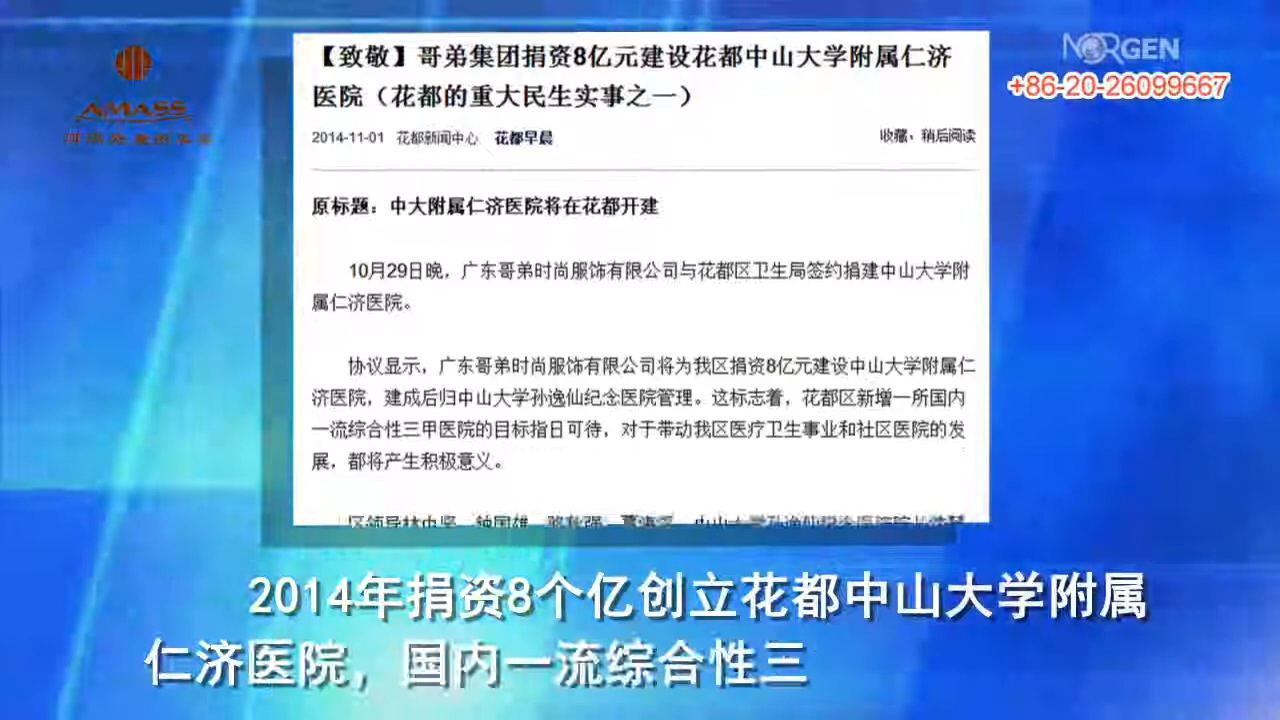 AMASS
NORGEN
+86-20-26099667
【致敬】哥弟集团捐资8亿元建设花都中山大学附属仁济
医院（花都的重大民生实事之一）
2014-11-01 花都新闻中心 花都早晨 收藏：稍后阅读
原标题：中大附属仁济医院将在花都开建
10月29日晚，广东哥弟时尚服饰有限公司与花都区卫生局签约捐建中山大学附
属仁济医院。
协议显示，广东哥弟时尚服饰有限公司将为我区捐资8亿元建设中山大学附属仁
济医院，建成后归中山大学孙逸仙纪念医院管理。这标志着，花都区新增一所国内
一流综合性三甲医院的目标指日可待，对于带动我区医疗卫生事业和社区医院的发
展，都将产生积极意义。
2014年捐资8个亿创立花都中山大学附属
仁济医院，国内一流综合性三